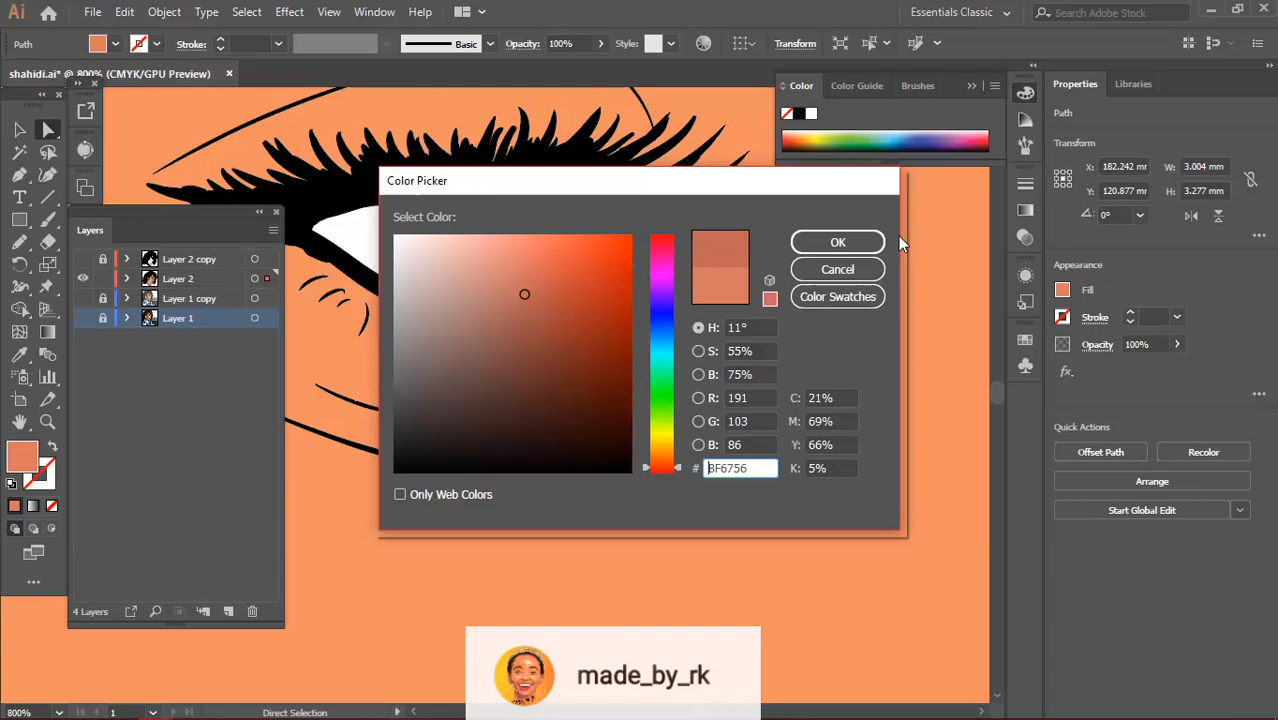 Ai File Edit Object Type Select Effect View Window Help Essentials Classic Search Adobe Stock
Path Stroke: Basic Opacity: 100% Style: Transform
shahidi.ai* @ 800% (CMYK/GPU Preview)
Color Color Guide Brushes
Properties Libraries
Path
Transform
X: 182.242 mm W: 3.004 mm
Y: 120.877 mm H: 3.277 mm
0°
Appearance
Fill
Stroke
Opacity 100%
fx.
Quick Actions
Offset Path Recolor
Arrange
Start Global Edit
Layers
Layer 2 copy
Layer 2
Layer 1 copy
Layer 1
4 Layers
Color Picker
Select Color:
OK
Cancel
Color Swatches
H: 11°
S: 55%
B: 75%
R: 191 C: 21%
G: 103 M: 69%
B: 86 Y: 66%
# BF6756 K: 5%
Only Web Colors
made_by_rk
800% 1 Direct Selection